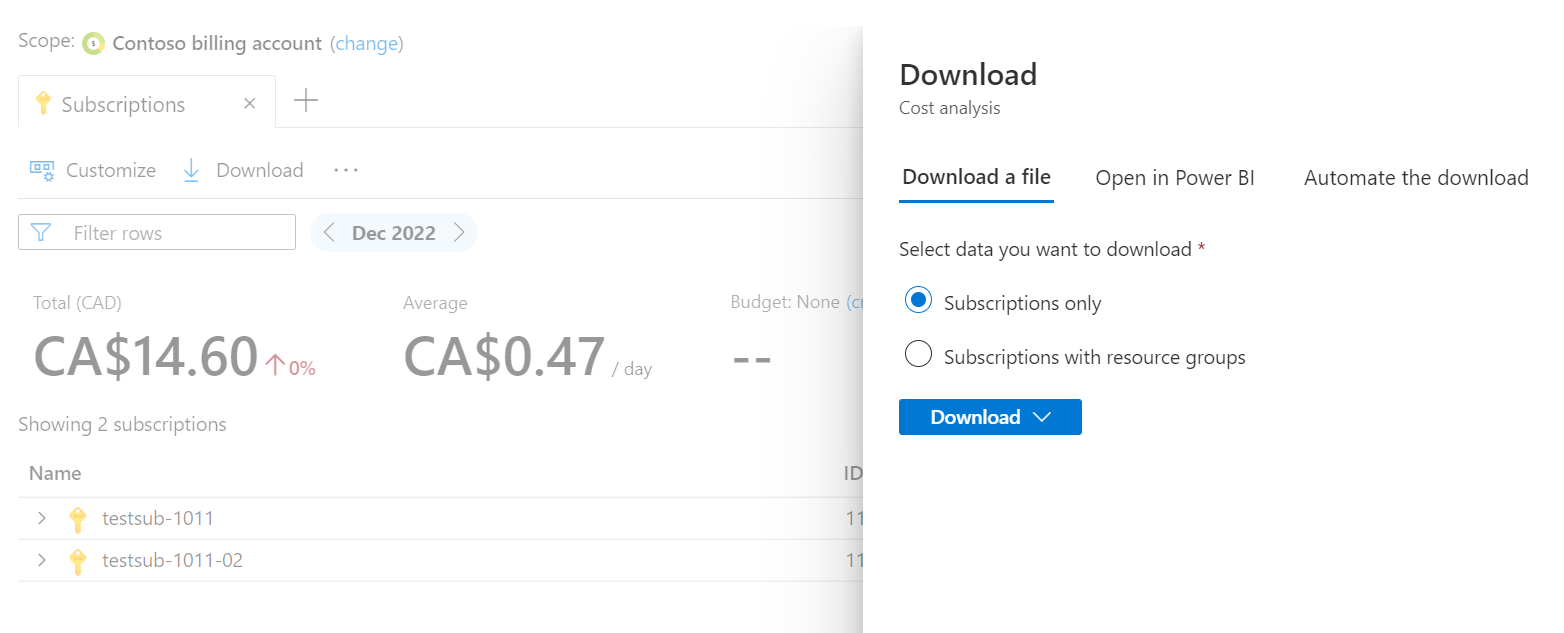 Scope: $ Contoso billing account (change)
Subscriptions
Customize Download ...
Filter rows Dec 2022
Total (CAD) Average Budget: None (cr
CA$14.60 0% CA$0.47 / day --
Showing 2 subscriptions
Name ID
testsub-1011 11
testsub-1011-02 11
Download
Cost analysis
Download a file Open in Power BI Automate the download
Select data you want to download *
Subscriptions only
Subscriptions with resource groups
Download